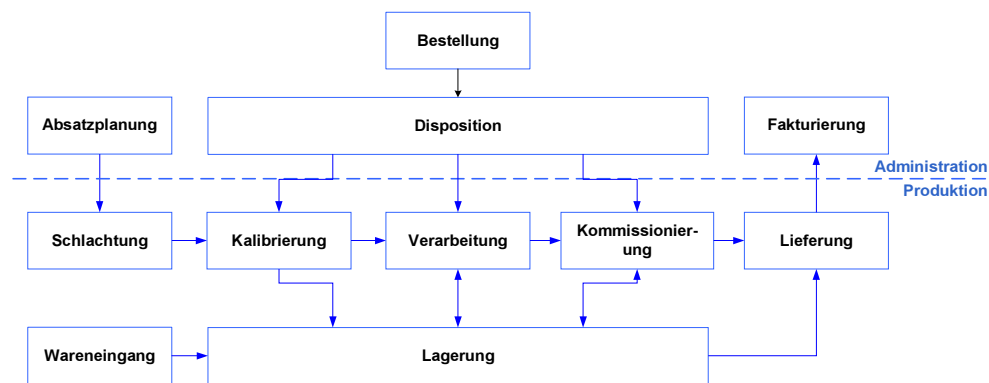 Bestellung
Absatzplanung
Disposition
Fakturierung
Administration
Produktion
Schlachtung
Kalibrierung
Verarbeitung
Kommissionier-
ung
Lieferung
Wareneingang
Lagerung